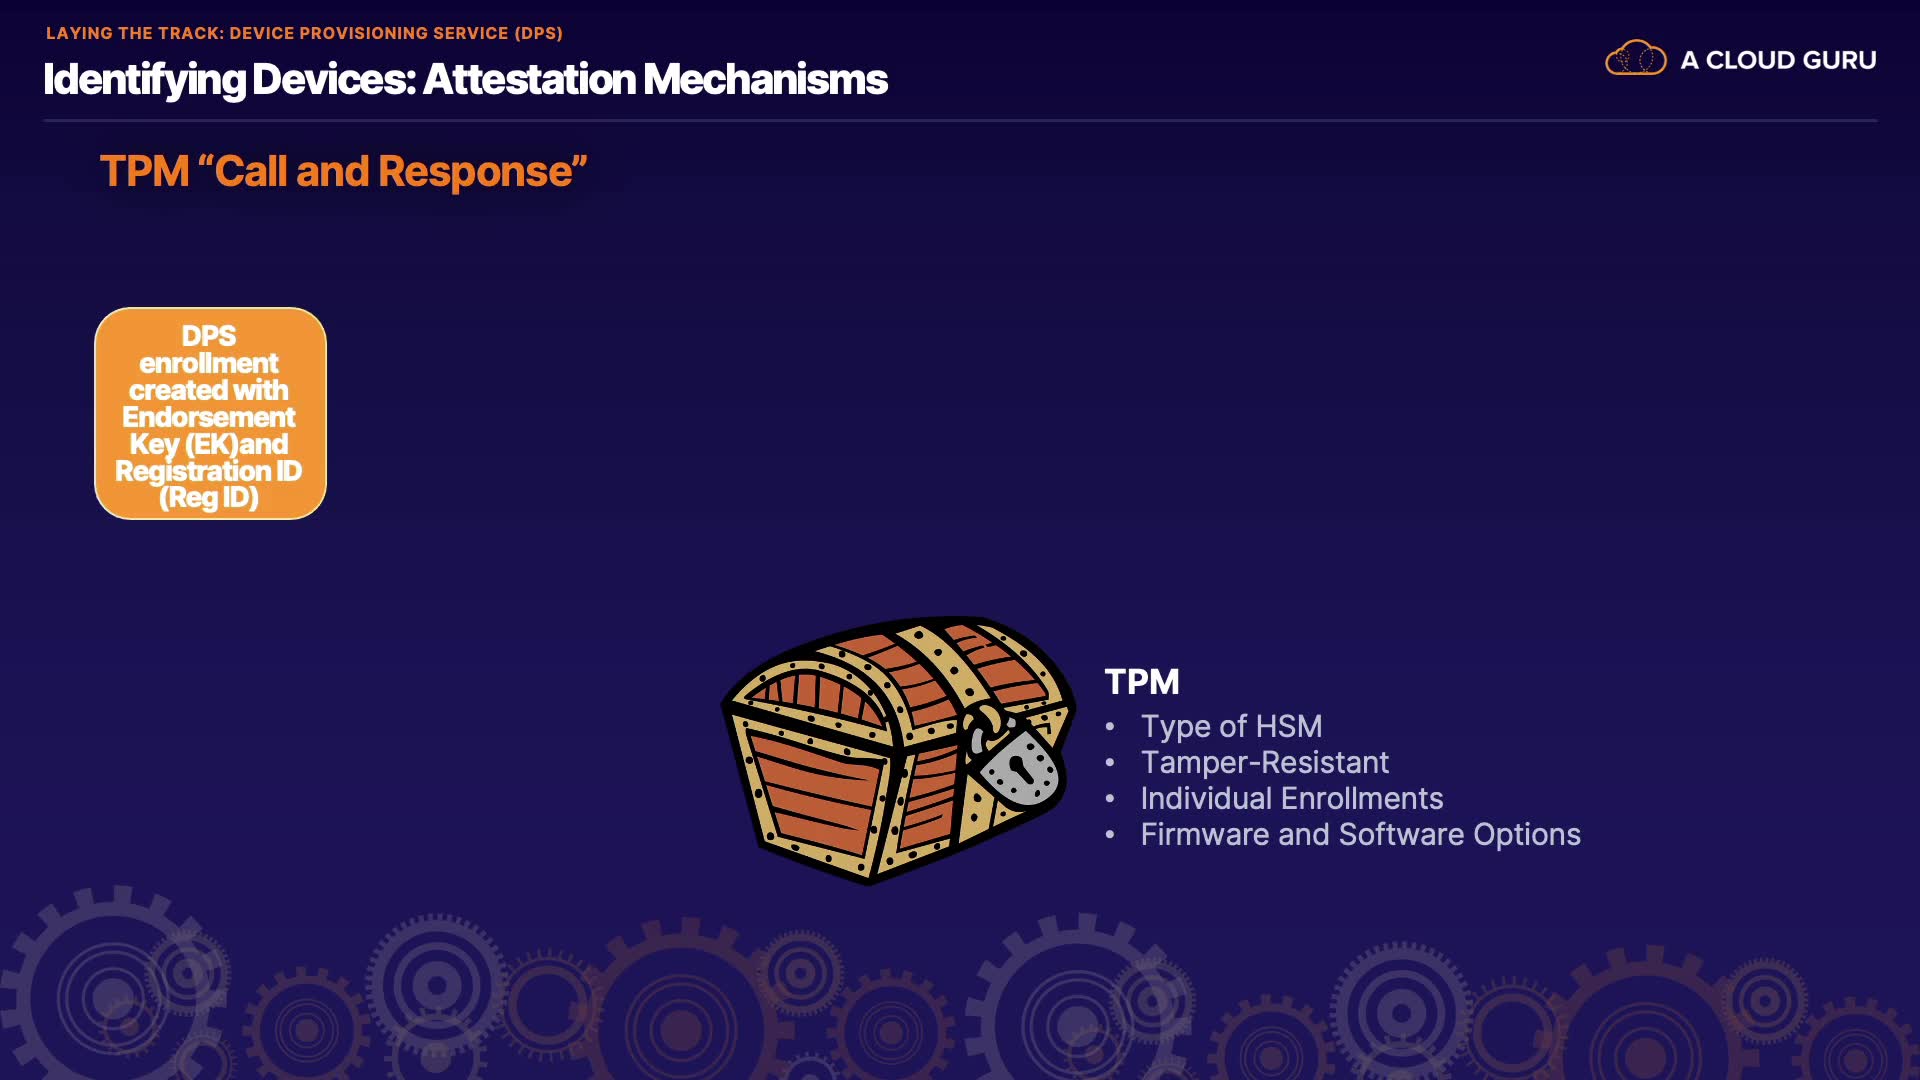 LAYING THE TRACK: DEVICE PROVISIONING SERVICE (DPS)
Identifying Devices: Attestation Mechanisms
A CLOUD GURU
TPM “Call and Response”
DPS
enrollment
created with
Endorsement
Key (EK)and
Registration ID
(Reg ID)
TPM
• Type of HSM
• Tamper-Resistant
• Individual Enrollments
• Firmware and Software Options